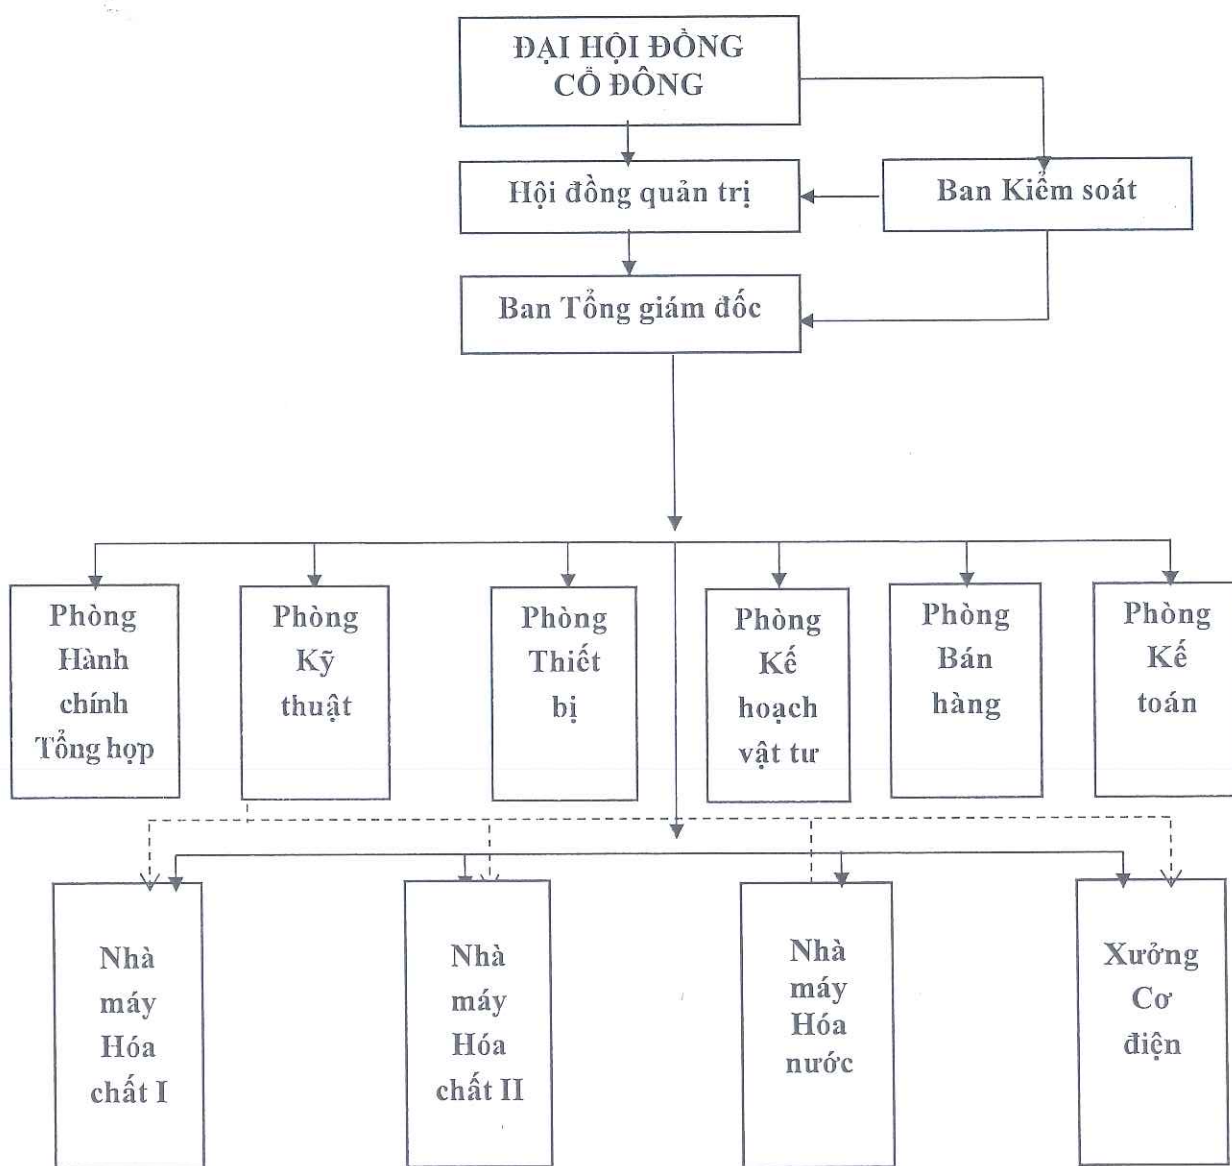 ĐẠI HỘI ĐỒNG
CỔ ĐÔNG
Hội đồng quản trị
Ban Kiểm soát
Ban Tổng giám đốc
Phòng
Hành
chính
Tổng hợp
Phòng
Kỹ
thuật
Phòng
Thiết
bị
Phòng
Kế
hoạch
vật tư
Phòng
Bán
hàng
Phòng
Kế
toán
Nhà
máy
Hóa
chất I
Nhà
máy
Hóa
chất II
Nhà
máy
Hóa
nước
Xưởng
Cơ
điện